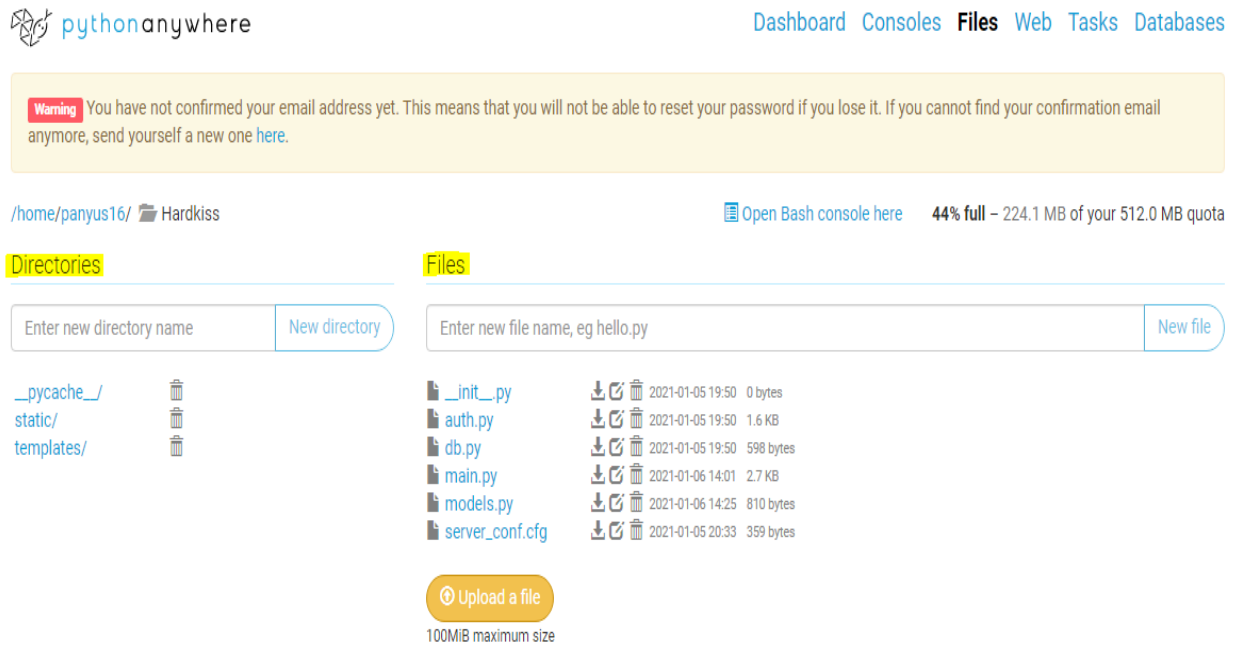 pythonanywhere
Dashboard Consoles Files Web Tasks Databases
Warning You have not confirmed your email address yet. This means that you will not be able to reset your password if you lose it. If you cannot find your confirmation email
anymore, send yourself a new one here.
/home/panyus16/ Hardkiss
Open Bash console here 44% full – 224.1 MB of your 512.0 MB quota
Directories
Enter new directory name New directory
__pycache__/
static/
templates/
Files
Enter new file name, eg hello.py New file
__init__.py 2021-01-05 19:50 0 bytes
auth.py 2021-01-05 19:50 1.6 KB
db.py 2021-01-05 19:50 598 bytes
main.py 2021-01-06 14:01 2.7 KB
models.py 2021-01-06 14:25 810 bytes
server_conf.cfg 2021-01-05 20:33 359 bytes
Upload a file
100MiB maximum size